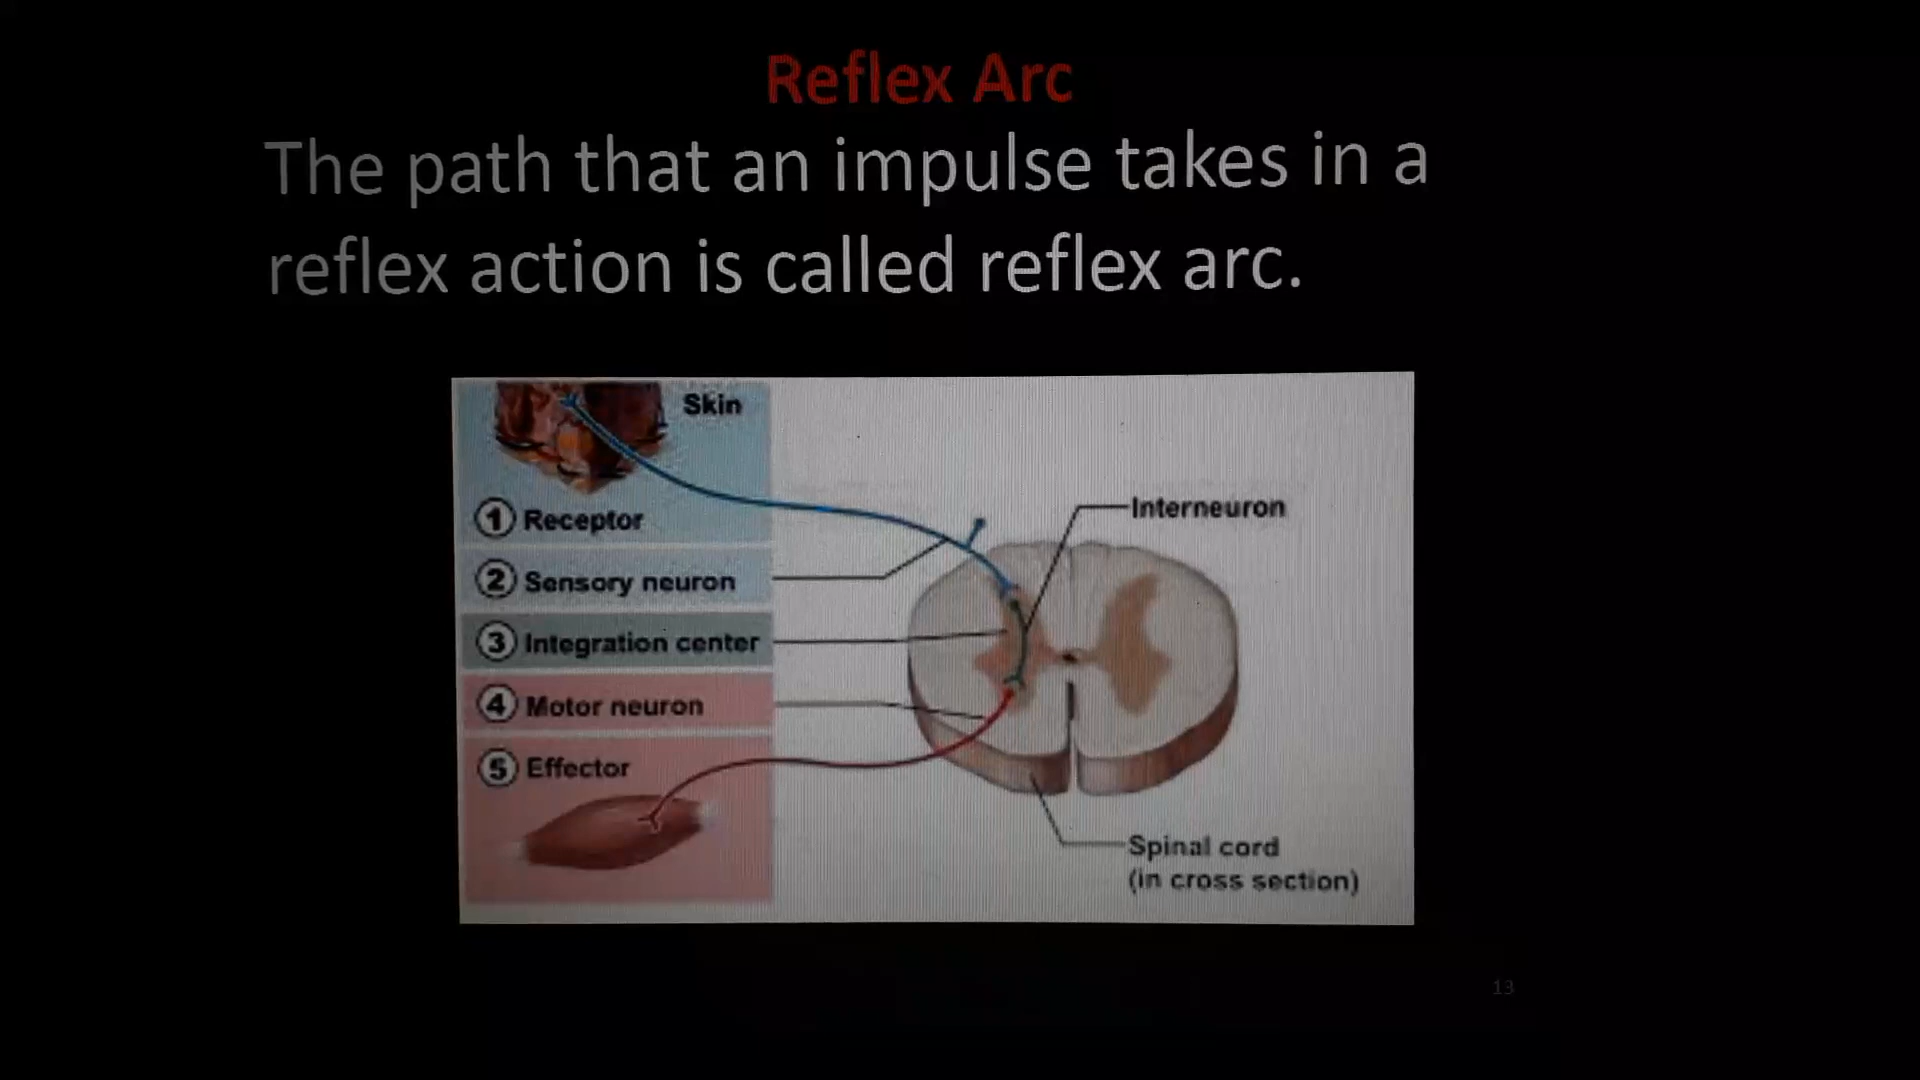 Reflex Arc
The path that an impulse takes in a
reflex action is called reflex arc.
Skin
① Receptor
② Sensory neuron
③ Integration center
④ Motor neuron
⑤ Effector
Interneuron
Spinal cord
(in cross section)
13